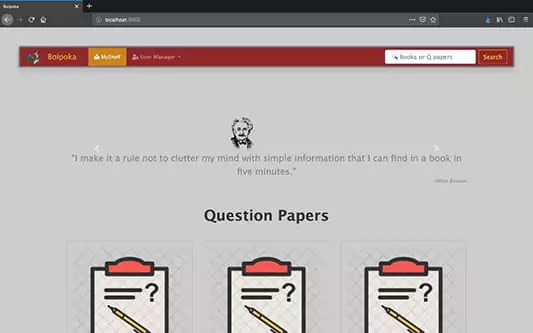 Boipoka
localhost:8000
Boipoka MyShelf User Manager Books or Q.papers Search
"I make it a rule not to clutter my mind with simple information that I can find in a book in
five minutes."
-Albert Einstein
Question Papers
? ? ?